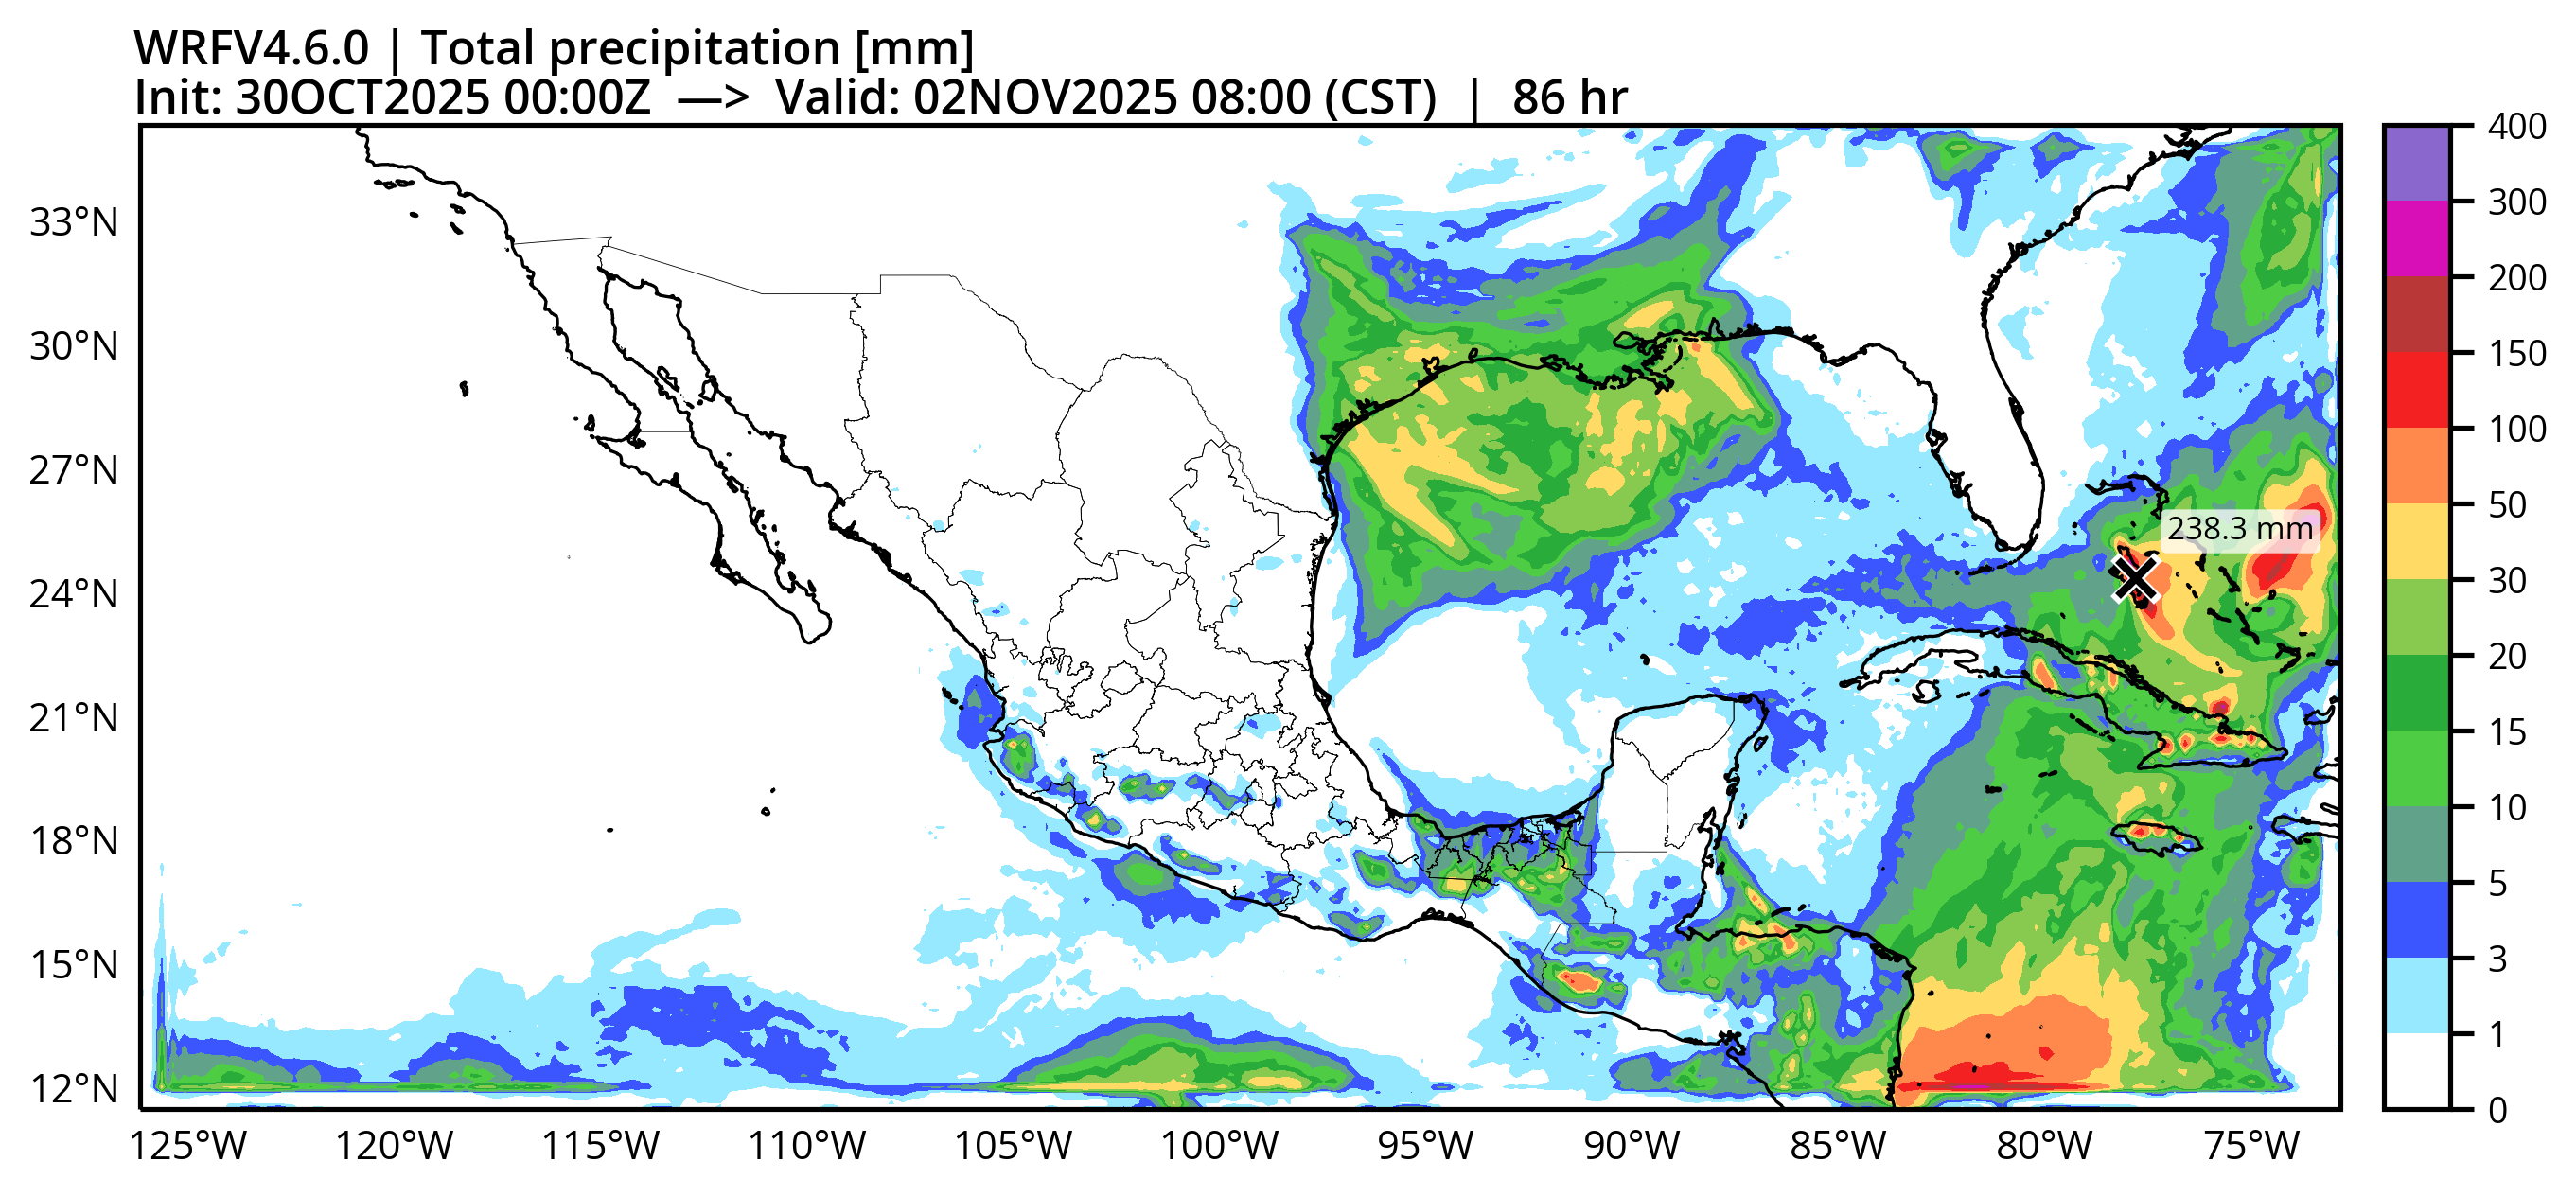 WRFV4.6.0 | Total precipitation [mm]
Init: 30OCT2025 00:00Z —> Valid: 02NOV2025 08:00 (CST) | 86 hr
33°N
30°N
27°N
24°N
21°N
18°N
15°N
12°N
125°W 120°W 115°W 110°W 105°W 100°W 95°W 90°W 85°W 80°W 75°W
238.3 mm
400
300
200
150
100
50
30
20
15
10
5
3
1
0